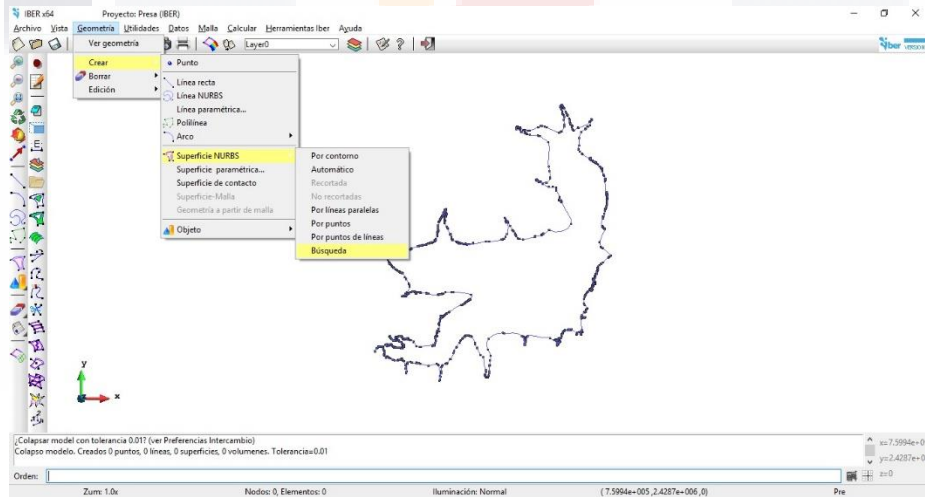 IBER x64 Proyecto: Presa (IBER)
Archivo Vista Geometría Utilidades Datos Malla Calcular Herramientas Iber Ayuda
Layer0
Iber
Ver geometria
Crear
Borrar
Edición
Punto
Línea recta
Línea NURBS
Línea paramétrica...
Polilínea
Arco
Superficie NURBS
Superficie paramétrica...
Superficie de contacto
Superficie-Malla
Geometría a partir de malla
Objeto
Por contorno
Automático
Recortada
No recortadas
Por líneas paralelas
Por puntos
Por puntos de líneas
Búsqueda
y
x
¿Colapsar model con tolerancia 0.01? (ver Preferencias Intercambio)
Colapso modelo. Creados 0 puntos, 0 líneas, 0 superficies, 0 volumenes. Tolerancia=0.01
x=7.5994e+0
y=2.4287e+0
z=0
Orden:
Zum: 1.0x Nodos: 0, Elementos: 0 Iluminación: Normal ( 7.5994e+005 ,2.4287e+006 ,0) Pre